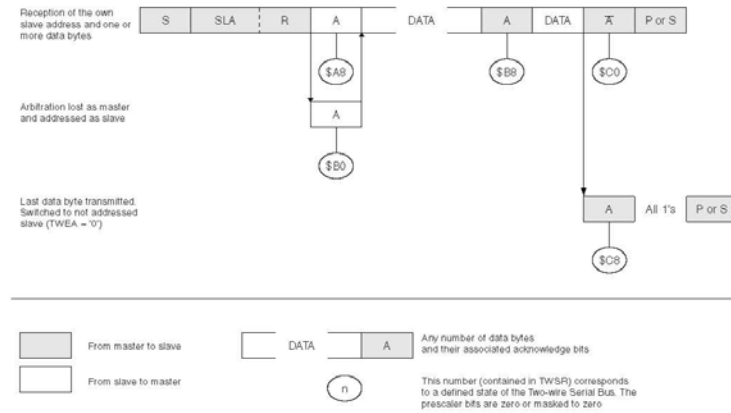 Reception of the own
slave address and one or
more data bytes
S SLA R A DATA A DATA A P or S
$A8 $B8 $C0
Arbitration lost as master
and addressed as slave
A
$B0
Last data byte transmitted.
Switched to not addressed
slave (TWEA = '0')
A All 1's P or S
$C8
From master to slave
DATA A
Any number of data bytes
and their associated acknowledge bits
From slave to master
n
This number (contained in TWSR) corresponds
to a defined state of the Two-wire Serial Bus. The
prescaler bits are zero or masked to zero